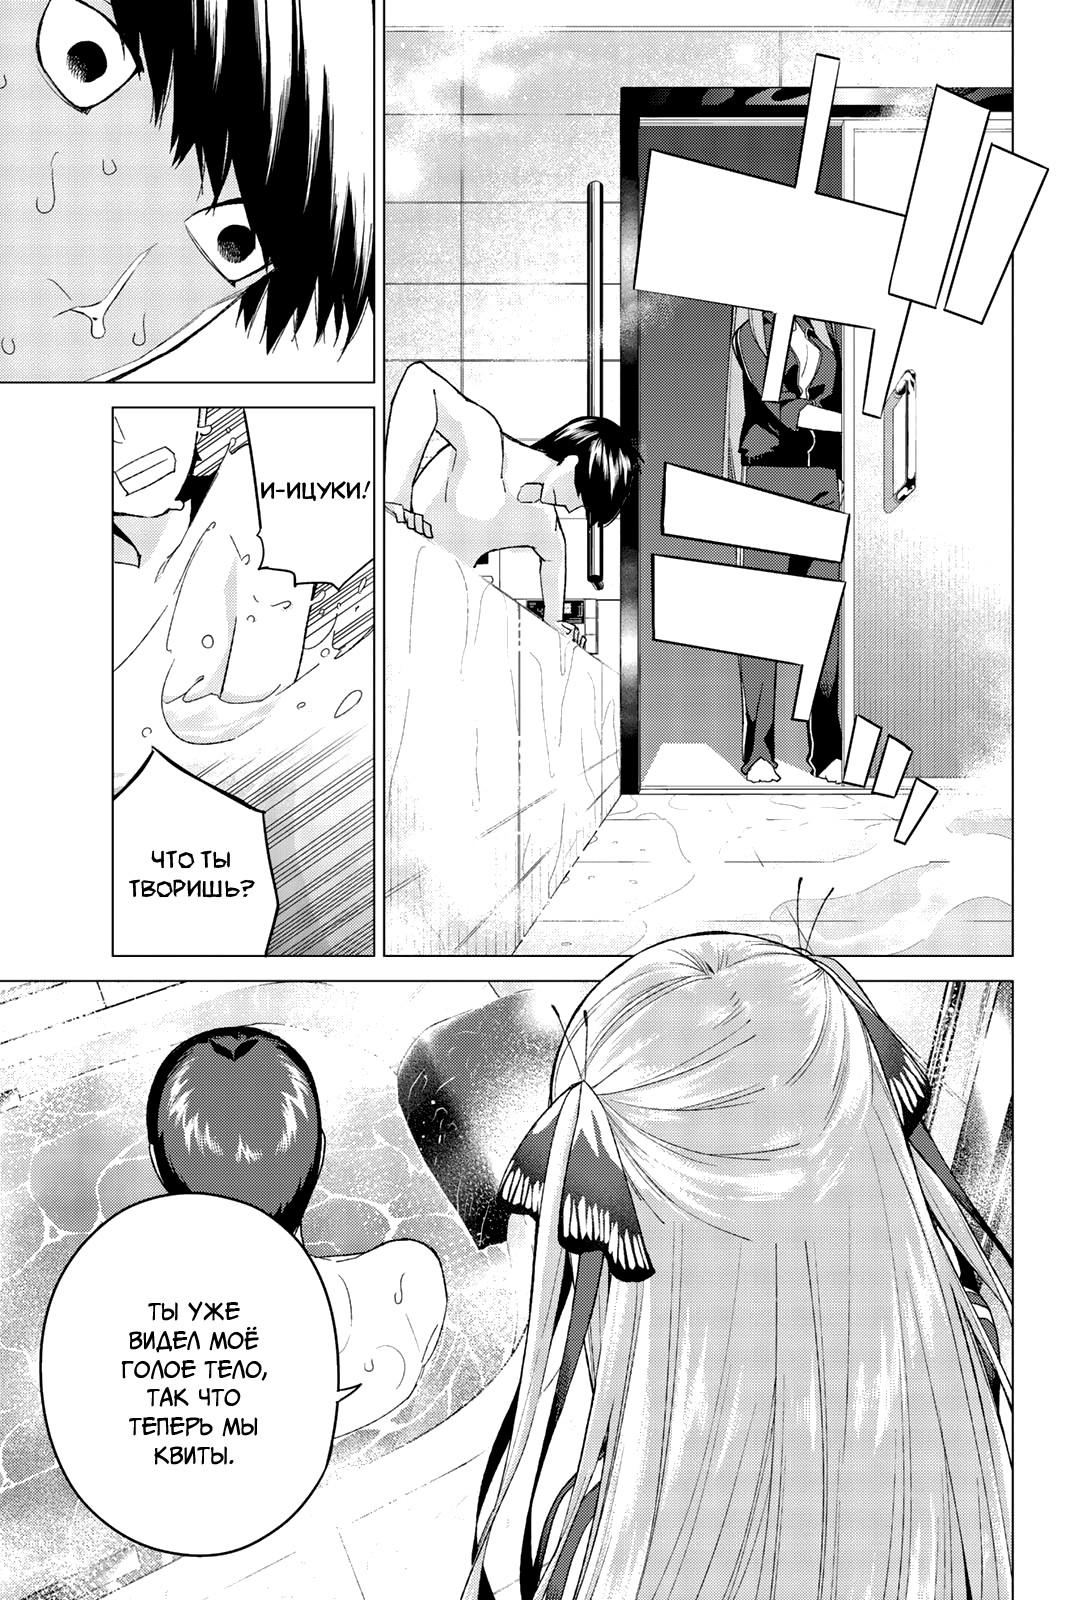 И-ИЦУКИ!
ЧТО ТЫ
ТВОРИШЬ?
ТЫ УЖЕ
ВИДЕЛ МОЁ
ГОЛОЕ ТЕЛО,
ТАК ЧТО
ТЕПЕРЬ МЫ
КВИТЫ.